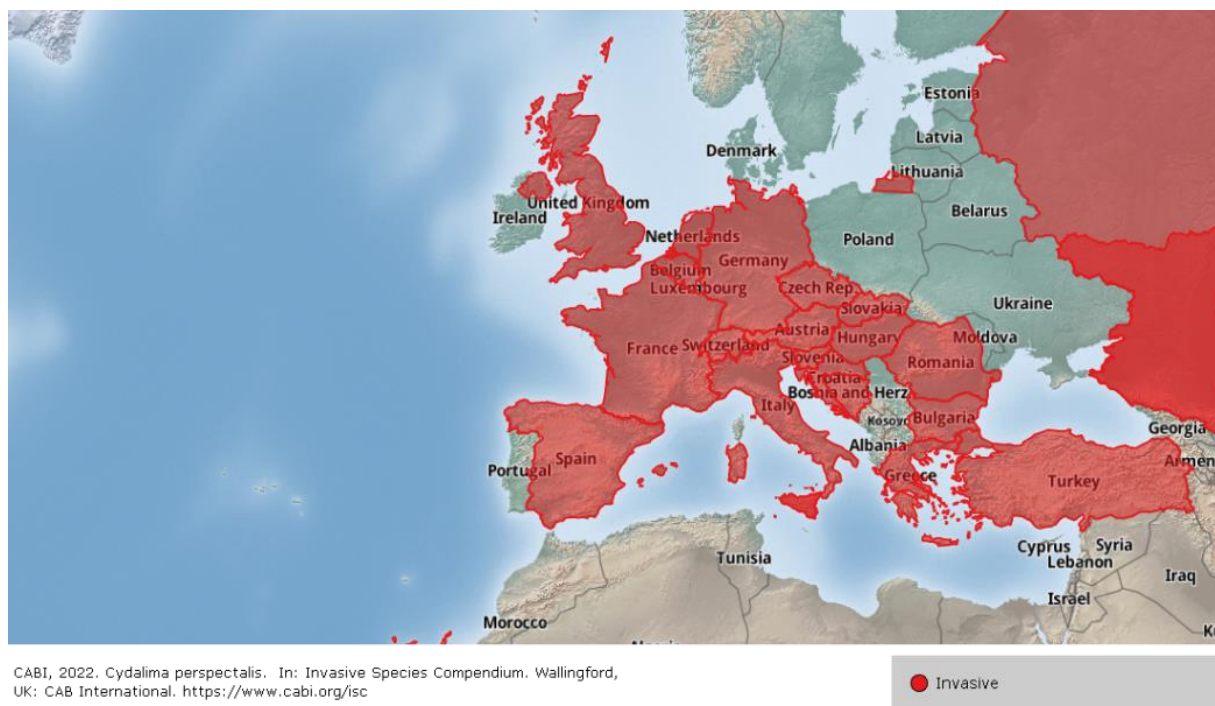 Estonia
Latvia
Denmark
Lithuania
United Kingdom
Ireland
Belarus
Netherlands
Poland
Germany
Belgium
Czech Rep
Luxembourg
Ukraine
Slovakia
Austria
Hungary
Moldova
France
Switzerland
Slovenia
Romania
Croatia
Bosnia and Herz
Italy
Kosovo
Bulgaria
Georgia
Albania
Armen
Portugal
Spain
Greece
Turkey
Tunisia
Cyprus
Syria
Lebanon
Iraq
Israel
Morocco
CABI, 2022. Cydalima perspectalis. In: Invasive Species Compendium. Wallingford,
UK: CAB International. https://www.cabi.org/isc
Invasive